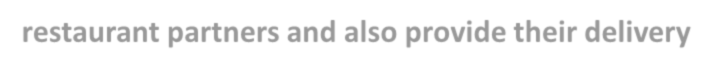 restaurant partners and also provide their delivery